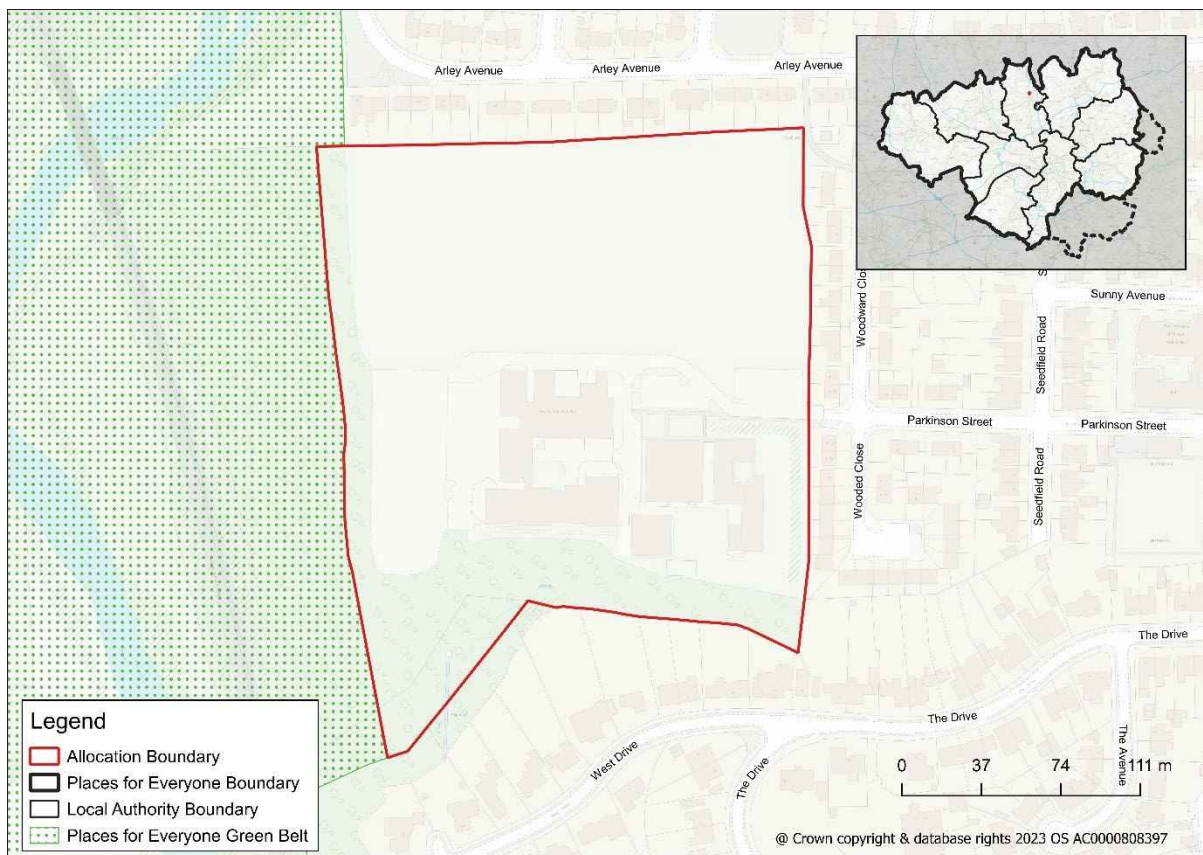 Arley Avenue Arley Avenue Arley Avenue
Sunny Avenue
Woodward Clo
Seedfield Road
Parkinson Street Parkinson Street
Wooded Close
Seedfield Road
The Drive
The Drive
West Drive
The Drive
The Avenue
Legend
Allocation Boundary
Places for Everyone Boundary
Local Authority Boundary
Places for Everyone Green Belt
0 37 74 111 m
@ Crown copyright & database rights 2023 OS AC0000808397